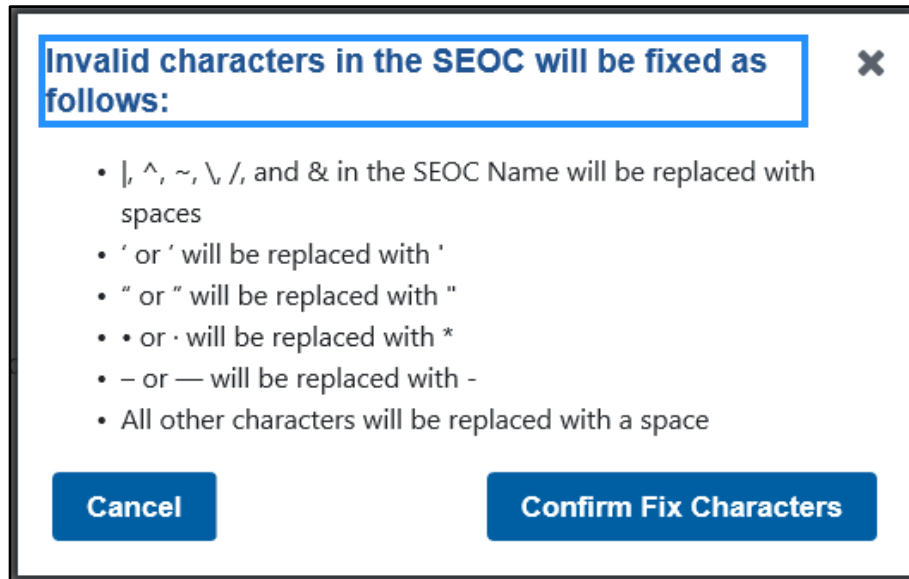 Invalid characters in the SEOC will be fixed as
follows:
• |, ^, ~, \, /, and & in the SEOC Name will be replaced with
spaces
• ‘ or ’ will be replaced with '
• “ or ” will be replaced with "
• • or · will be replaced with *
• – or — will be replaced with -
• All other characters will be replaced with a space
Cancel
Confirm Fix Characters